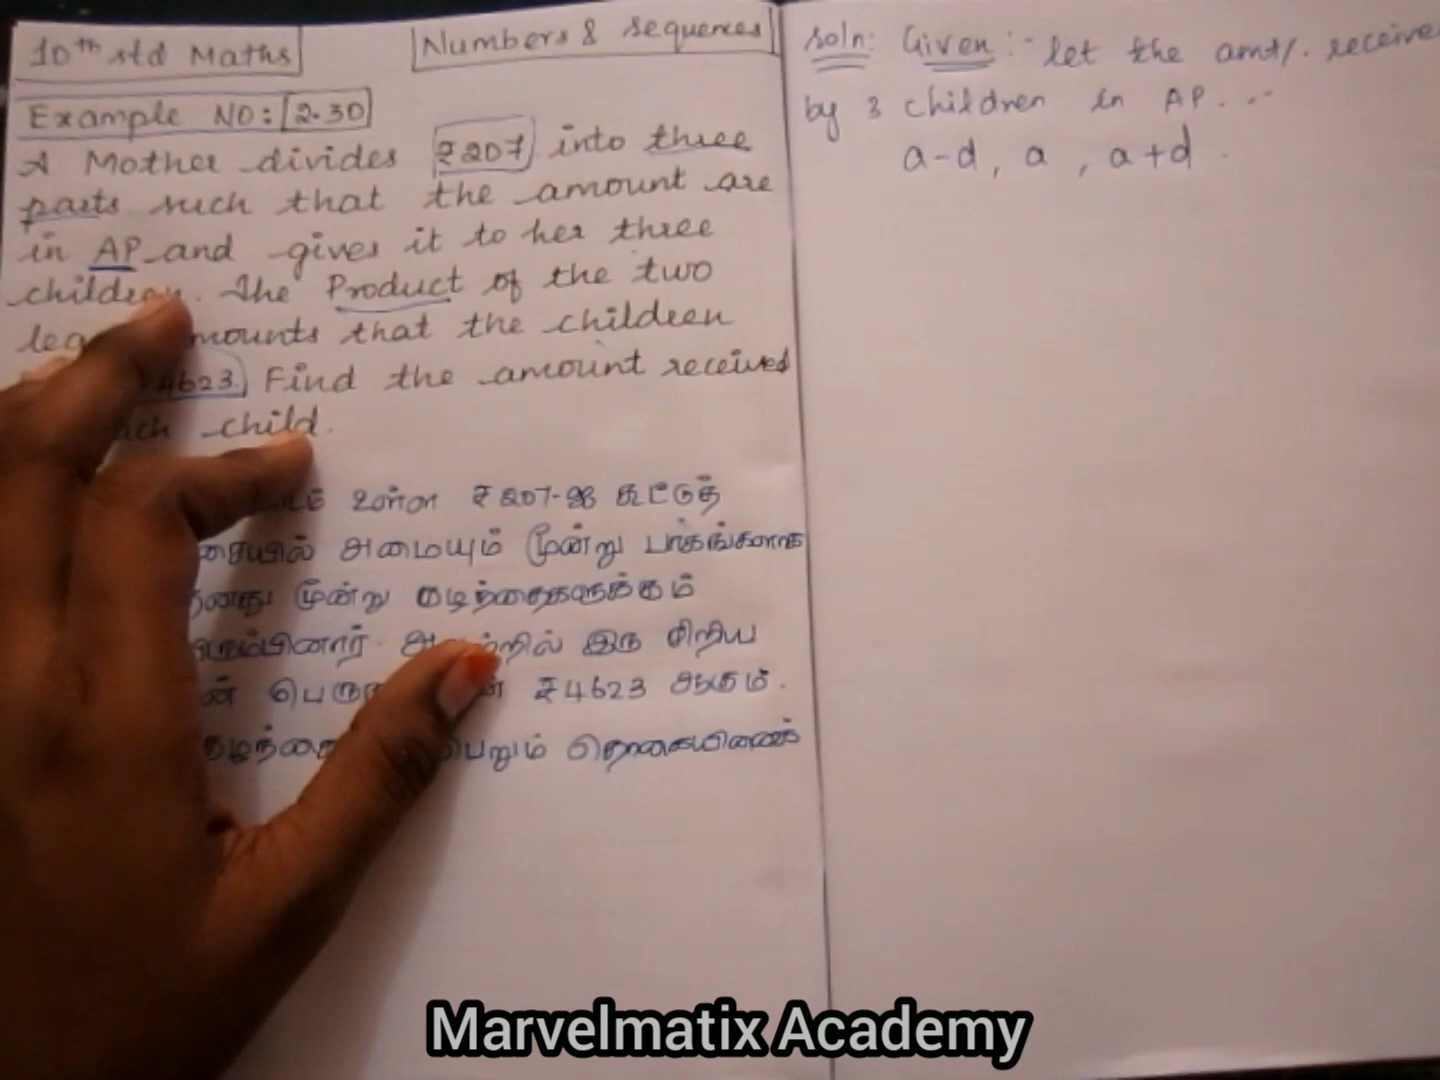 10th std Maths
Numbers & Sequences
Example NO: 2.30
A Mother divides ₹207 into three
parts such that the amount are
in AP and gives it to her three
children. The Product of the two
mounts that the children
4623. Find the amount received
child.
உள்ள ₹207-ஐ கூட்டுத்
அமையும் மூன்று பாகங்களாக
மூன்று குழந்தைகளுக்கும்
இரு சிறிய
₹4623 ஆகும்.
பெறும் தொகையினைக்
Soln: Given :- let the amt/. receive
by 3 children in AP...
a-d, a, a+d.
Marvelmatix Academy